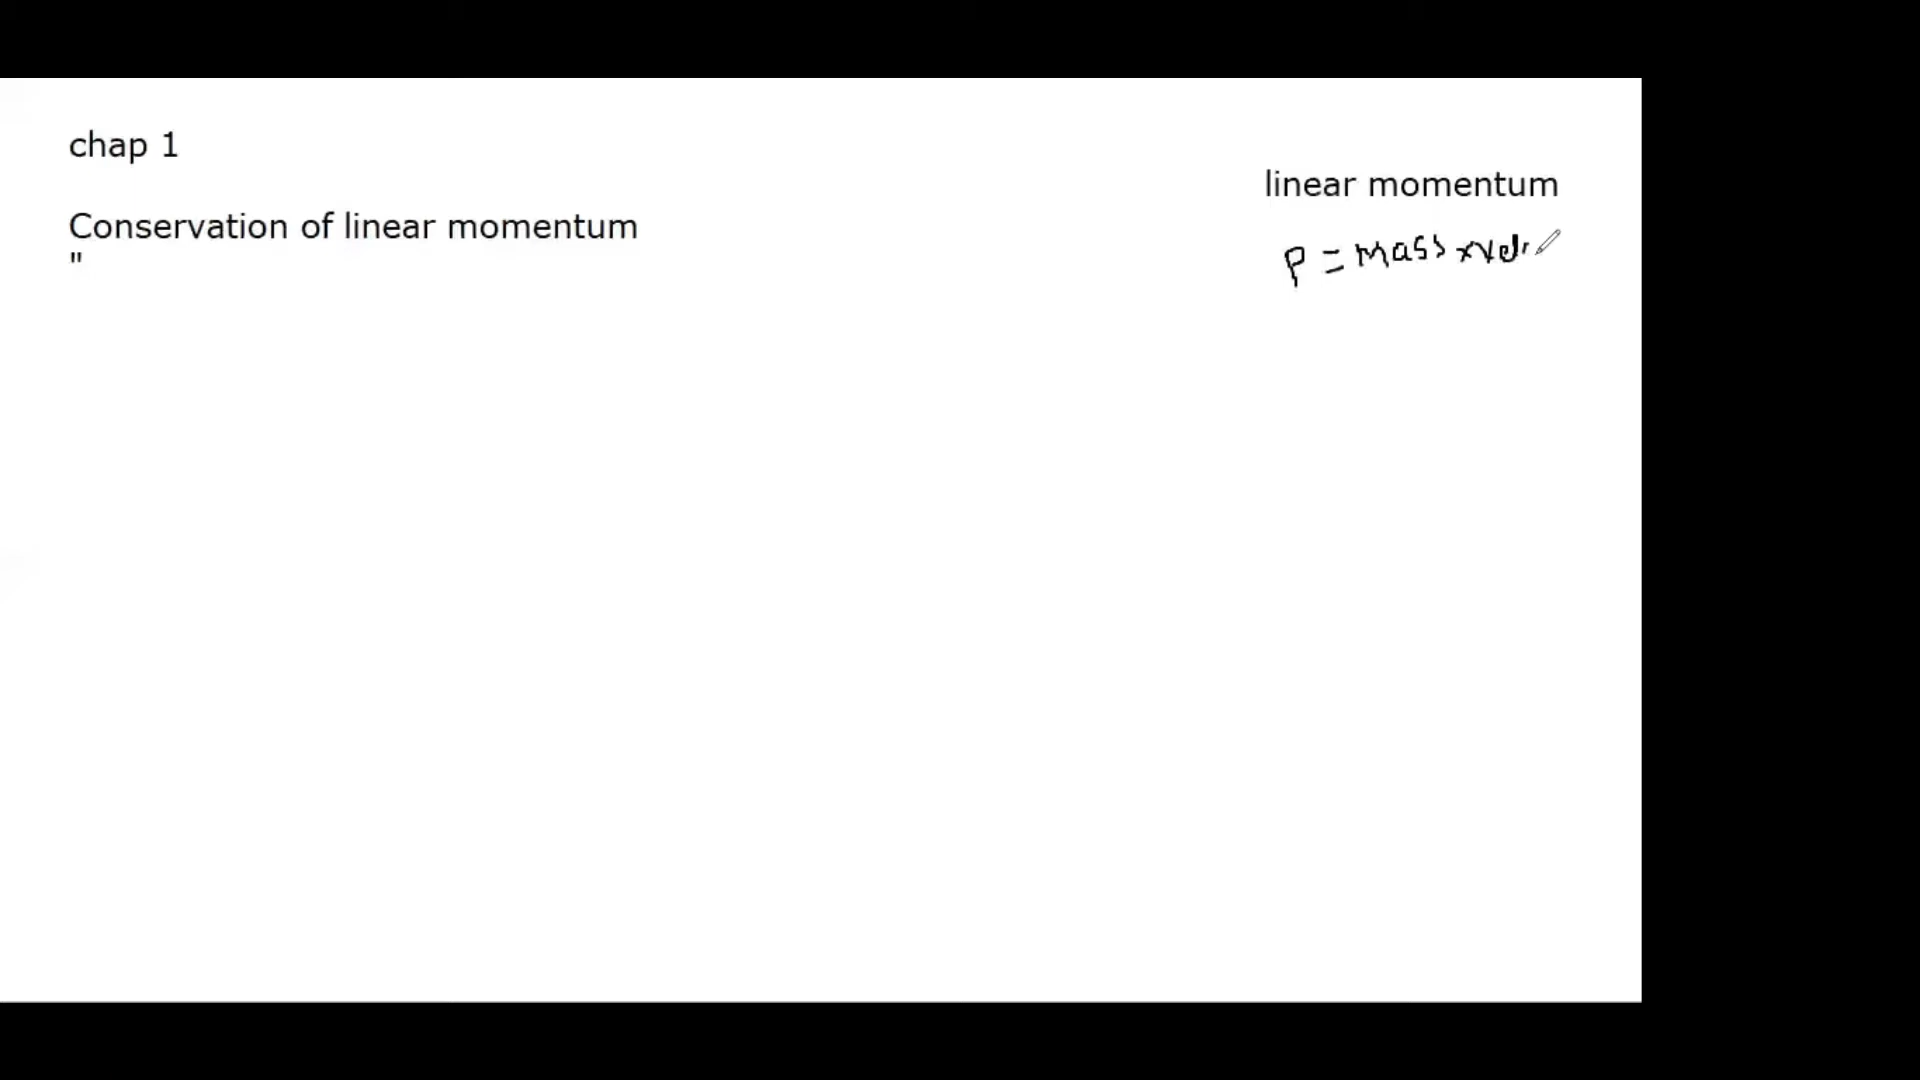 chap 1
Conservation of linear momentum
"
linear momentum
P = mass x vel